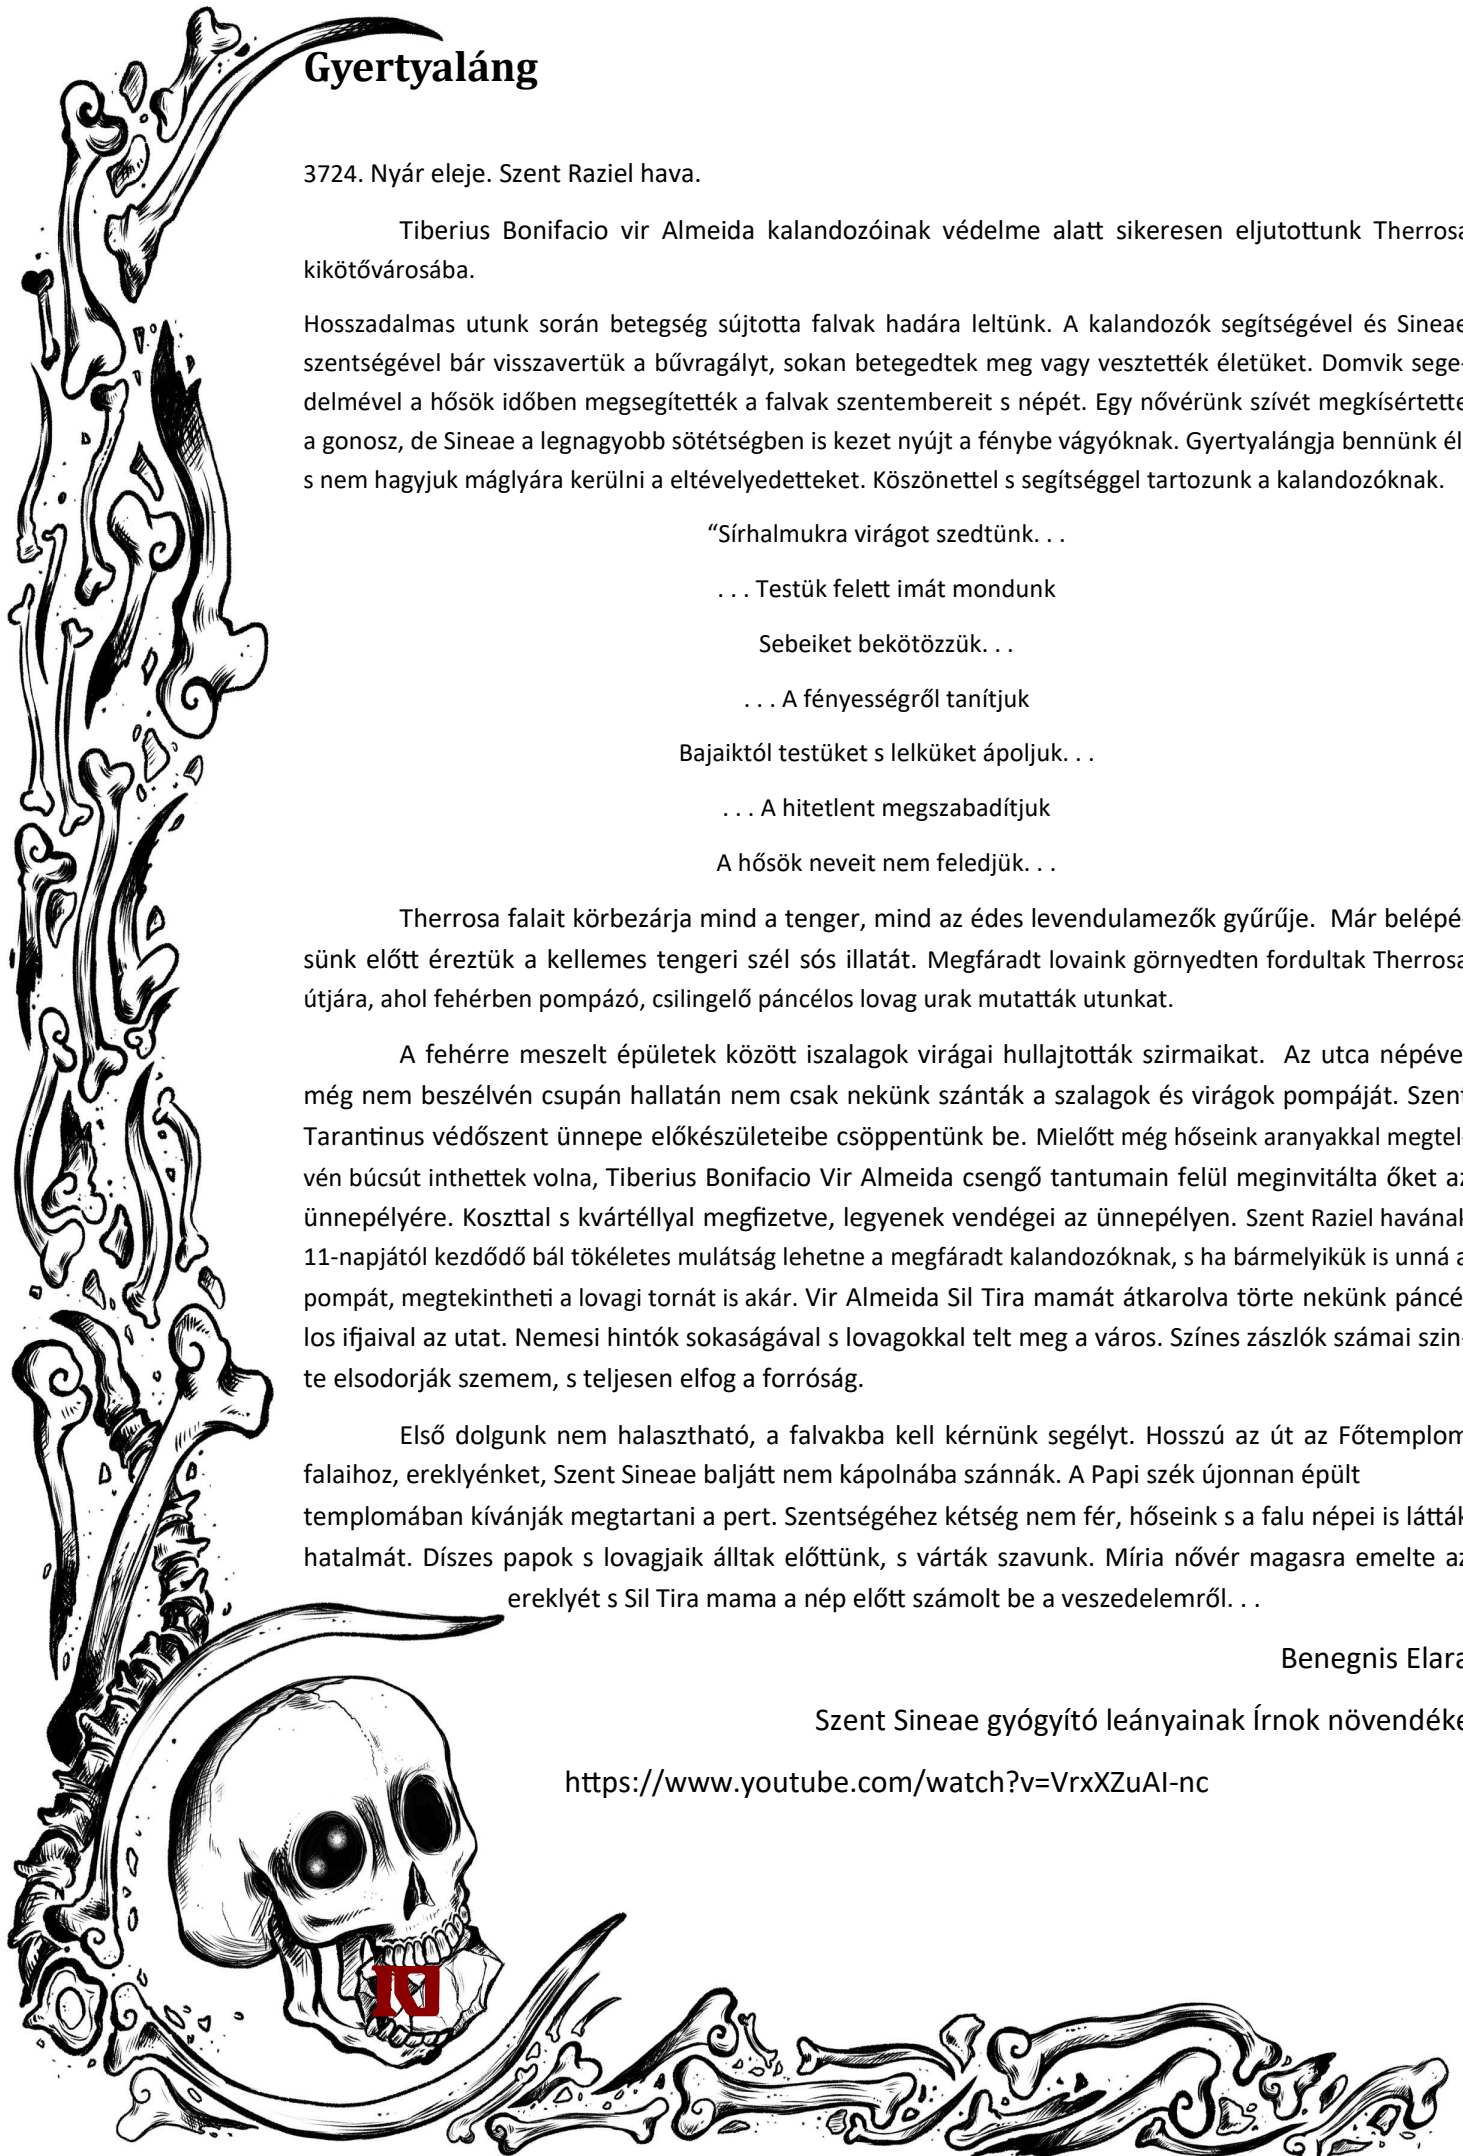 Gyertyaláng
3724. Nyár eleje. Szent Raziel hava.
Tiberius Bonifacio vir Almeida kalandozóinak védelme alatt sikeresen eljutottunk Therrosa
kikötővárosába.
Hosszadalmas utunk során betegség sújtotta falvak hadára leltünk. A kalandozók segítségével és Sineae
szentségével bár visszavertük a bűvragályt, sokan betegedtek meg vagy vesztették életüket. Domvik sege-
delmével a hősök időben megsegítették a falvak szentembereit s népét. Egy nővérünk szívét megkísértette
a gonosz, de Sineae a legnagyobb sötétségben is kezet nyújt a fénybe vágyóknak. Gyertyalángja bennünk él
s nem hagyjuk máglyára kerülni a eltévelyedetteket. Köszönettel s segítséggel tartozunk a kalandozóknak.
“Sírhalmukra virágot szedtünk. . .
. . . Testük felett imát mondunk
Sebeiket bekötözzük. . .
. . . A fényességről tanítjuk
Bajaiktól testüket s lelküket ápoljuk. . .
. . . A hitetlent megszabadítjuk
A hősök neveit nem feledjük. . .
Therrosa falait körbezárja mind a tenger, mind az édes levendulamezők gyűrűje. Már belépé-
sünk előtt éreztük a kellemes tengeri szél sós illatát. Megfáradt lovaink görnyedten fordultak Therrosa
útjára, ahol fehérben pompázó, csilingelő páncélos lovag urak mutatták utunkat.
A fehérre meszelt épületek között iszalagok virágai hullajtották szirmaikat. Az utca népével
még nem beszélvén csupán hallatán nem csak nekünk szánták a szalagok és virágok pompáját. Szent
Tarantinus védőszent ünnepe előkészületeibe csöppentünk be. Mielőtt még hőseink aranyakkal megtel-
vén búcsút inthettek volna, Tiberius Bonifacio Vir Almeida csengő tantumain felül meginvitálta őket az
ünnepélyére. Koszttal s kvártéllyal megfizetve, legyenek vendégei az ünnepélyen. Szent Raziel havának
11-napjától kezdődő bál tökéletes mulátság lehetne a megfáradt kalandozóknak, s ha bármelyikük is unná a
pompát, megtekintheti a lovagi tornát is akár. Vir Almeida Sil Tira mamát átkarolva törte nekünk páncé-
los ifjaival az utat. Nemesi hintók sokaságával s lovagokkal telt meg a város. Színes zászlók számai szin-
te elsodorják szemem, s teljesen elfog a forróság.
Első dolgunk nem halasztható, a falvakba kell kérnünk segélyt. Hosszú az út az Főtemplom
falaihoz, ereklyénket, Szent Sineae balját nem kápolnába szánnák. A Papi szék újonnan épült
templomában kívánják megtartani a pert. Szentségéhez kétség nem fér, hőseink s a falu népei is látták
hatalmát. Díszes papok s lovagjaik álltak előttünk, s várták szavunk. Míria nővér magasra emelte az
ereklyét s Sil Tira mama a nép előtt számolt be a veszedelemről. . .
Benegnis Elara
Szent Sineae gyógyító leányainak Írnok növendéke
https://www.youtube.com/watch?v=VrxXZuAI-nc
10